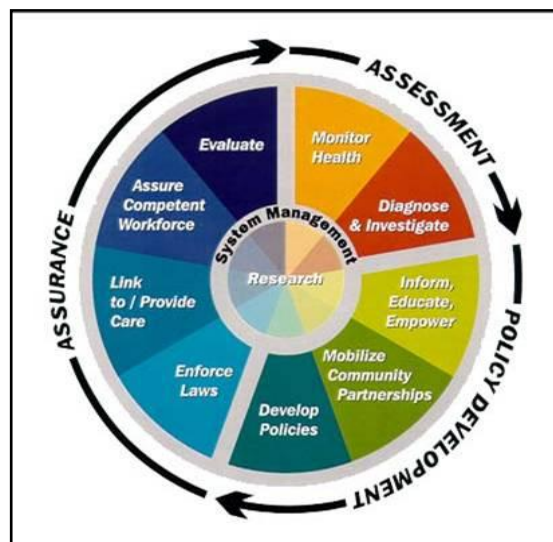 ASSESSMENT
POLICY DEVELOPMENT
ASSURANCE
Monitor
Health
Diagnose
& Investigate
Inform,
Educate,
Empower
Mobilize
Community
Partnerships
Develop
Policies
Enforce
Laws
Link
to / Provide
Care
Assure
Competent
Workforce
Evaluate
System Management
Research